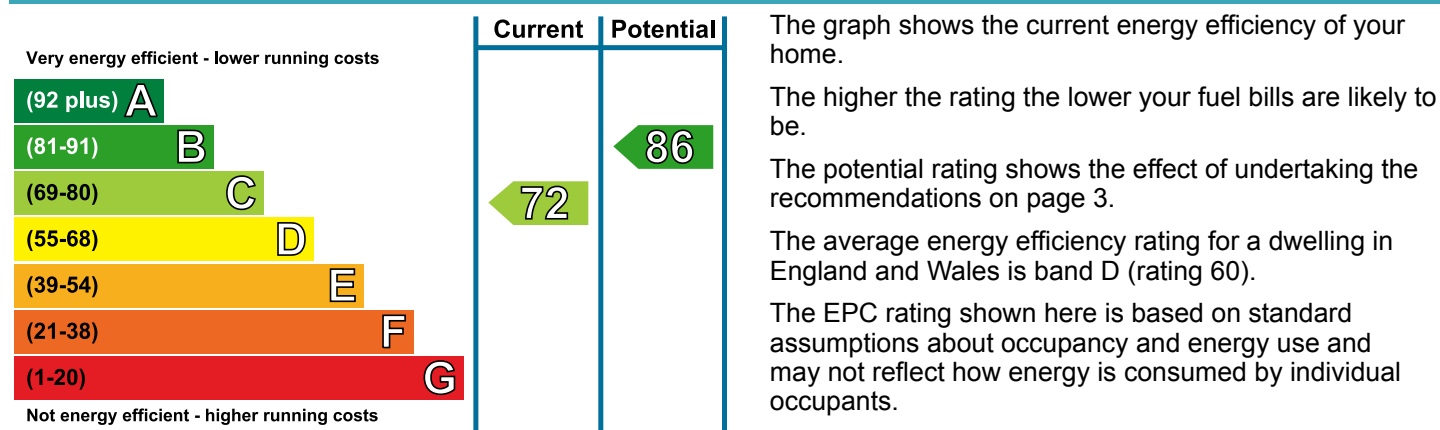 Current Potential
Very energy efficient - lower running costs
(92 plus) A
(81-91) B
86
(69-80) C
72
(55-68) D
(39-54) E
(21-38) F
(1-20) G
Not energy efficient - higher running costs
The graph shows the current energy efficiency of your
home.
The higher the rating the lower your fuel bills are likely to
be.
The potential rating shows the effect of undertaking the
recommendations on page 3.
The average energy efficiency rating for a dwelling in
England and Wales is band D (rating 60).
The EPC rating shown here is based on standard
assumptions about occupancy and energy use and
may not reflect how energy is consumed by individual
occupants.